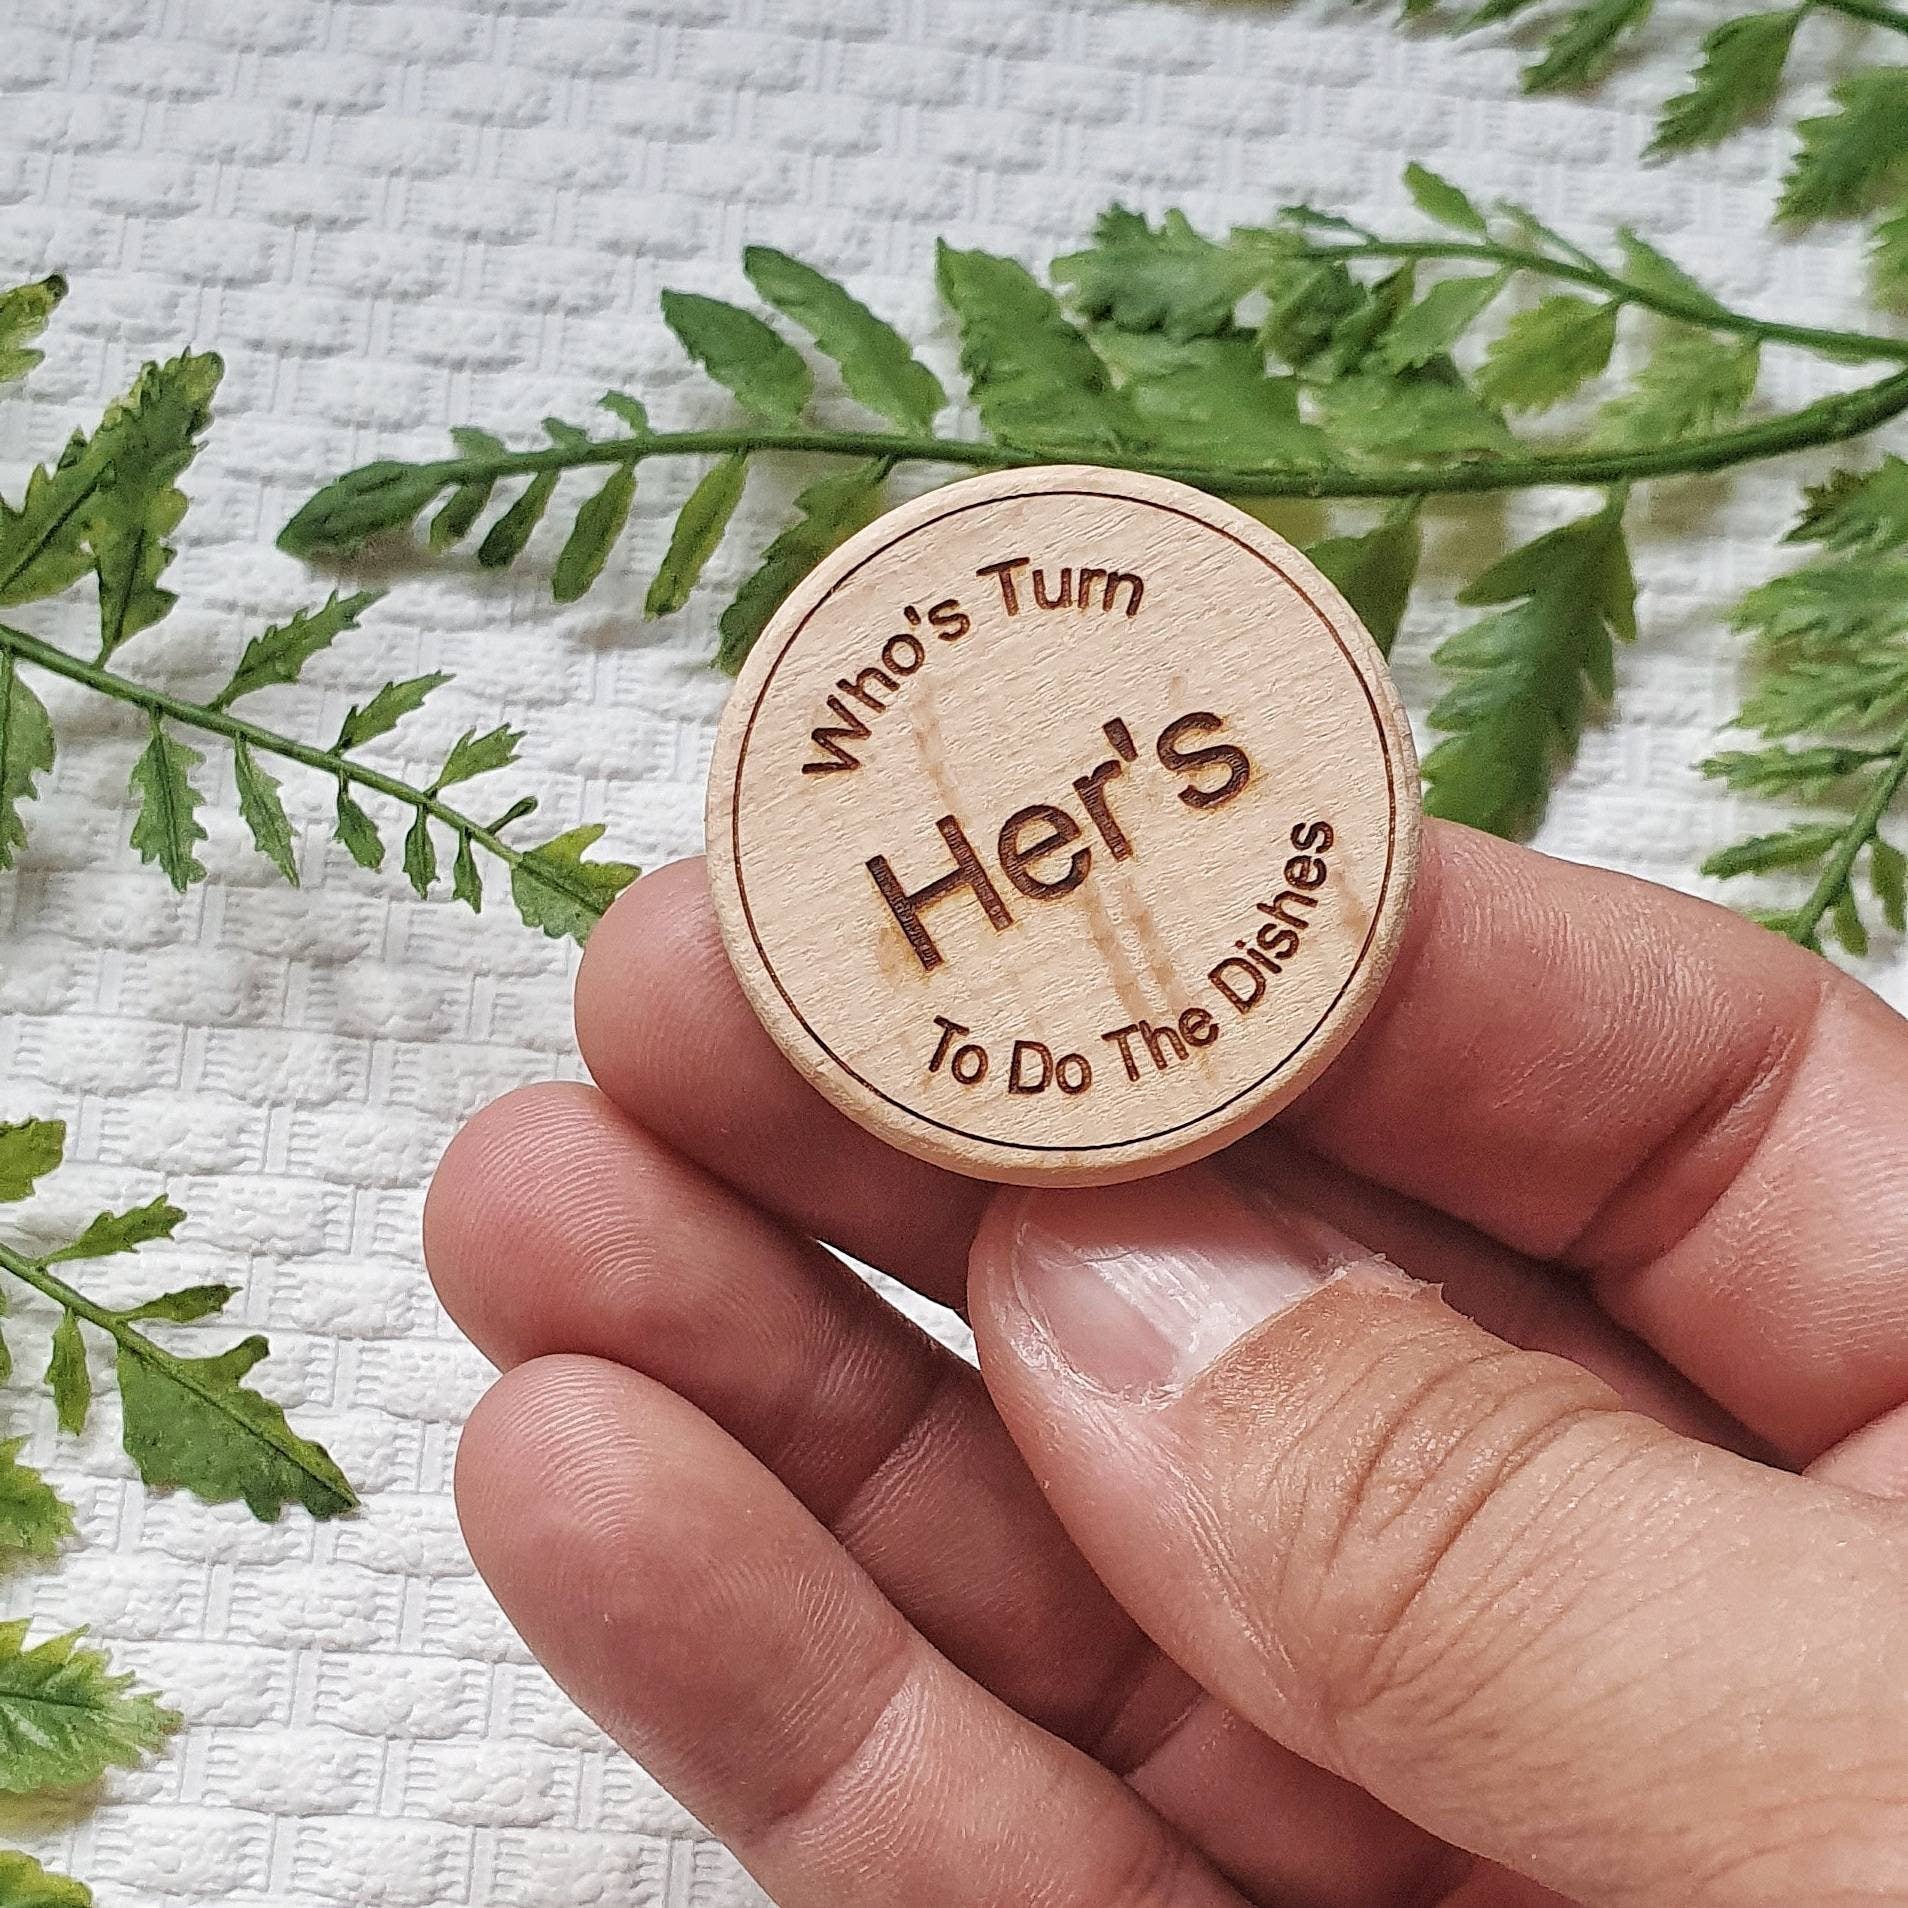 Who's Turn
Her's
To Do The Dishes